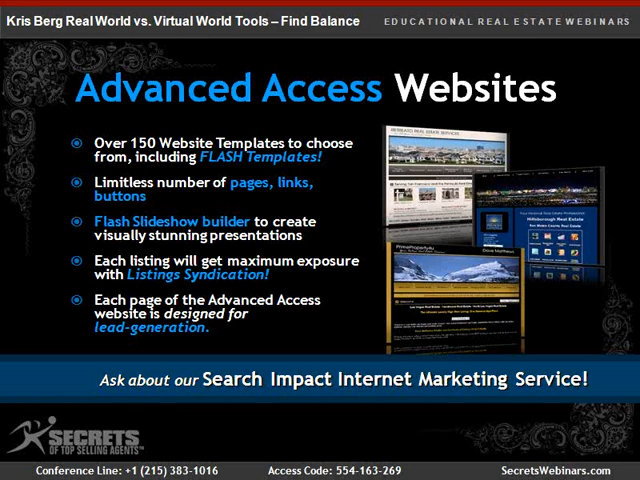 Kris Berg Real World vs. Virtual World Tools – Find Balance
EDUCATIONAL REAL ESTATE WEBINARS
Advanced Access Websites
Over 150 Website Templates to choose
from, including FLASH Templates!
Limitless number of pages, links,
buttons
Flash Slideshow builder to create
visually stunning presentations
Each listing will get maximum exposure
with Listings Syndication!
Each page of the Advanced Access
website is designed for
lead-generation.
Hillsborough Real Estate
Dave Mathews
Ask about our Search Impact Internet Marketing Service!
SECRETS
OF TOP SELLING AGENTS
Conference Line: +1 (215) 383-1016
Access Code: 554-163-269
SecretsWebinars.com